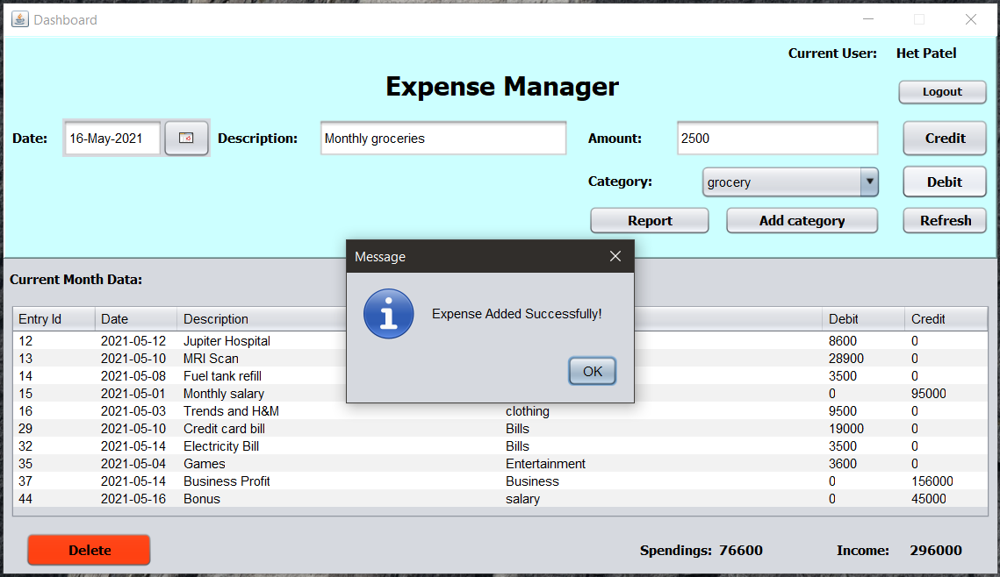 Dashboard
Current User: Het Patel
Expense Manager
Logout
Date: 16-May-2021 Description: Monthly groceries Amount: 2500 Credit
Category: grocery Debit
Report Add category Refresh
Message
Current Month Data:
Expense Added Successfully!
OK
Entry Id Date Description Debit Credit
12 2021-05-12 Jupiter Hospital 8600 0
13 2021-05-10 MRI Scan 28900 0
14 2021-05-08 Fuel tank refill 3500 0
15 2021-05-01 Monthly salary 0 95000
16 2021-05-03 Trends and H&M clothing 9500 0
29 2021-05-10 Credit card bill Bills 19000 0
32 2021-05-14 Electricity Bill Bills 3500 0
35 2021-05-04 Games Entertainment 3600 0
37 2021-05-14 Business Profit Business 0 156000
44 2021-05-16 Bonus salary 0 45000
Delete Spendings: 76600 Income: 296000